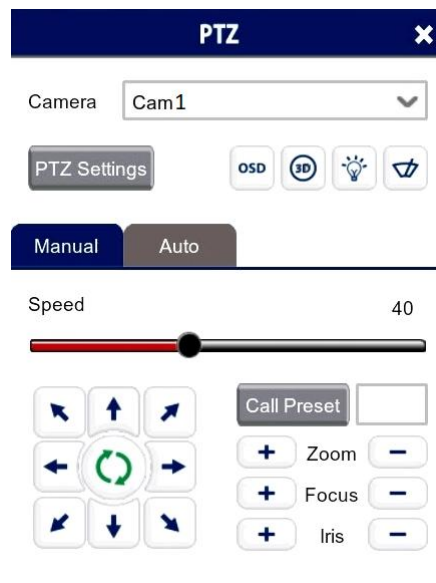 PTZ
Camera Cam1
PTZ Settings OSD 3D
Manual Auto
Speed 40
Call Preset
+ Zoom −
+ Focus −
+ Iris −